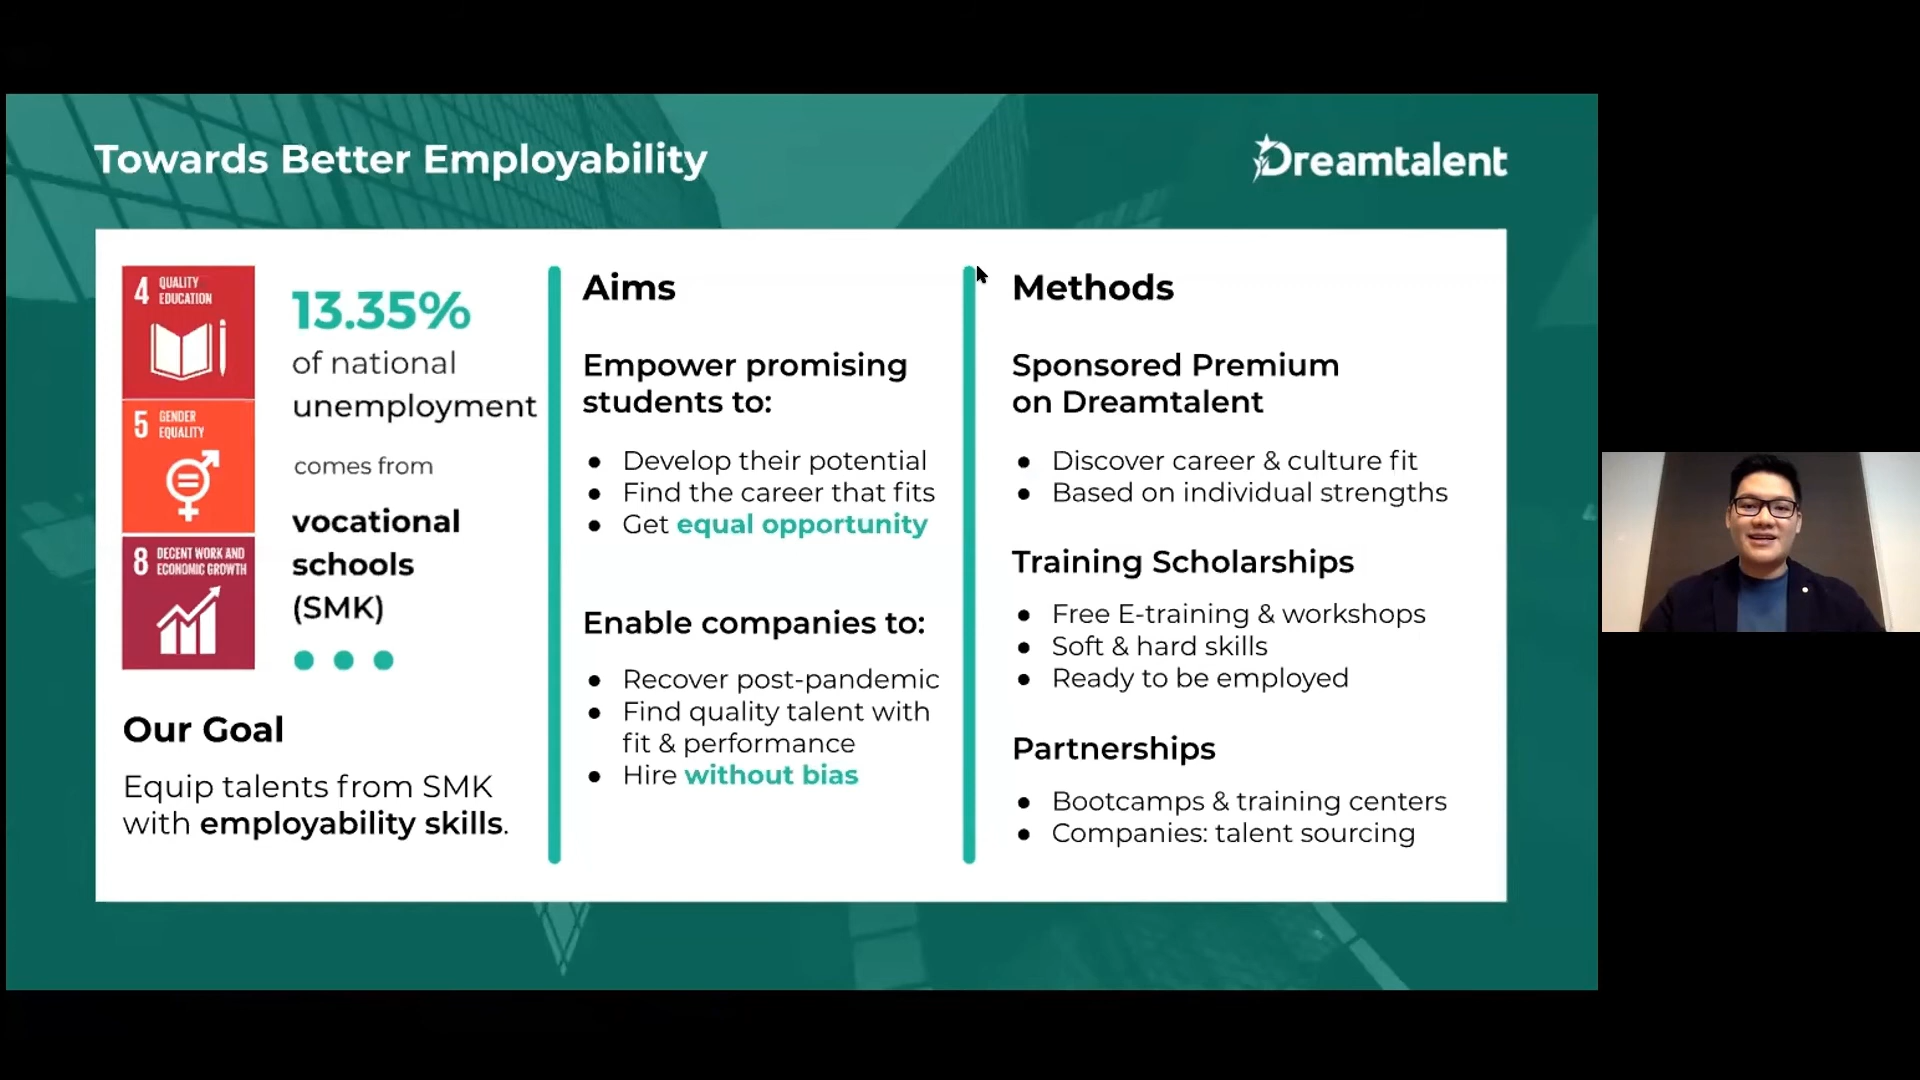 Towards Better Employability
Dreamtalent
4 QUALITY
EDUCATION
5 GENDER
EQUALITY
8 DECENT WORK AND
ECONOMIC GROWTH
13.35%
of national
unemployment
comes from
vocational
schools
(SMK)
Our Goal
Equip talents from SMK
with employability skills.
Aims
Empower promising
students to:
● Develop their potential
● Find the career that fits
● Get equal opportunity
Enable companies to:
● Recover post-pandemic
● Find quality talent with
fit & performance
● Hire without bias
Methods
Sponsored Premium
on Dreamtalent
● Discover career & culture fit
● Based on individual strengths
Training Scholarships
● Free E-training & workshops
● Soft & hard skills
● Ready to be employed
Partnerships
● Bootcamps & training centers
● Companies: talent sourcing